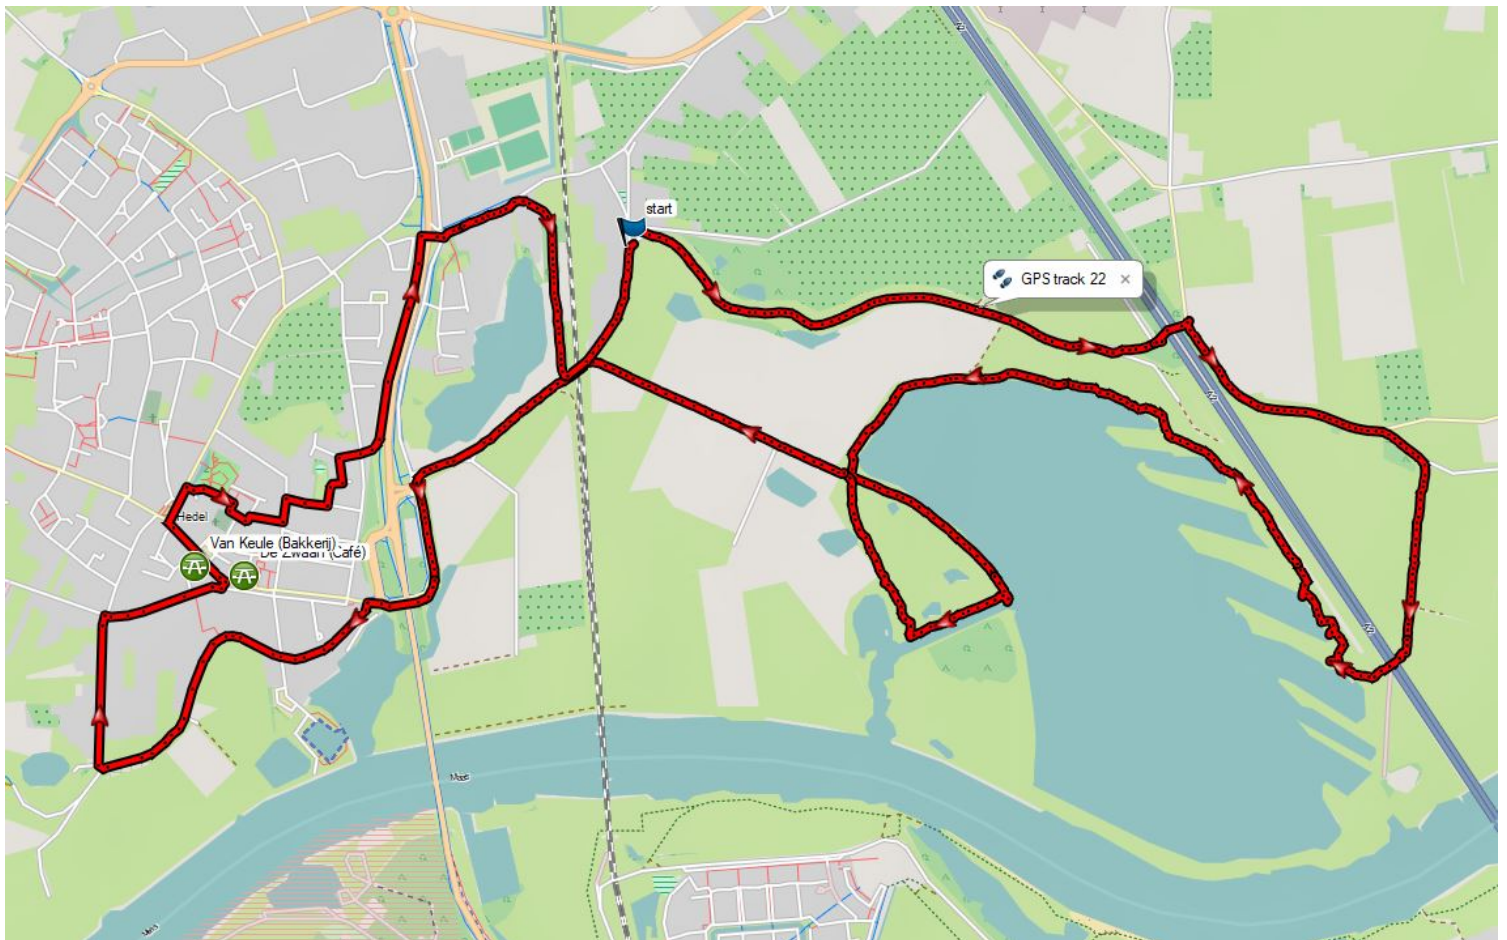 start
GPS track 22
Hedel
Van Keule (Bakkerij)
De Zwaan (Café)
Maas